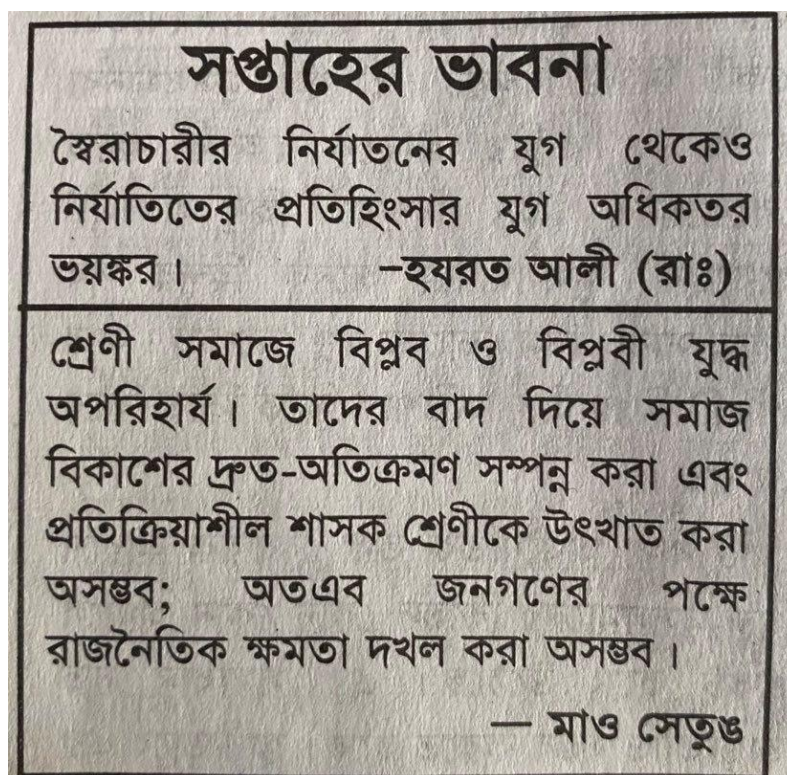 সপ্তাহের ভাবনা
স্বৈরাচারীর নির্যাতনের যুগ থেকেও
নির্যাতিতের প্রতিহিংসার যুগ অধিকতর
ভয়ঙ্কর। -হযরত আলী (রাঃ)
শ্রেণী সমাজে বিপ্লব ও বিপ্লবী যুদ্ধ
অপরিহার্য। তাদের বাদ দিয়ে সমাজ
বিকাশের দ্রুত-অতিক্রমণ সম্পন্ন করা এবং
প্রতিক্রিয়াশীল শাসক শ্রেণীকে উৎখাত করা
অসম্ভব; অতএব জনগণের পক্ষে
রাজনৈতিক ক্ষমতা দখল করা অসম্ভব।
— মাও সেতুঙ